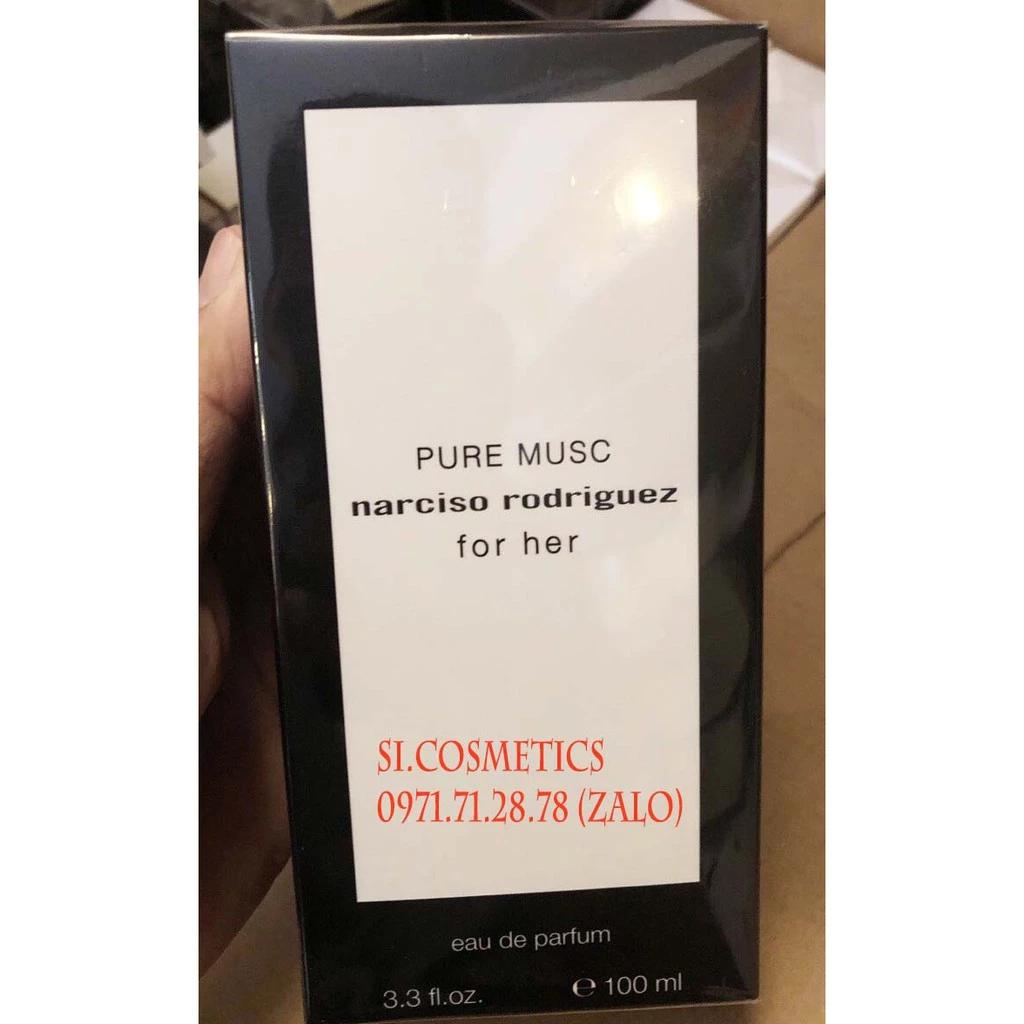 PURE MUSC
narciso rodriguez
for her
SI.COSMETICS
0971.71.28.78 (ZALO)
eau de parfum
3.3 fl.oz. ℮ 100 ml